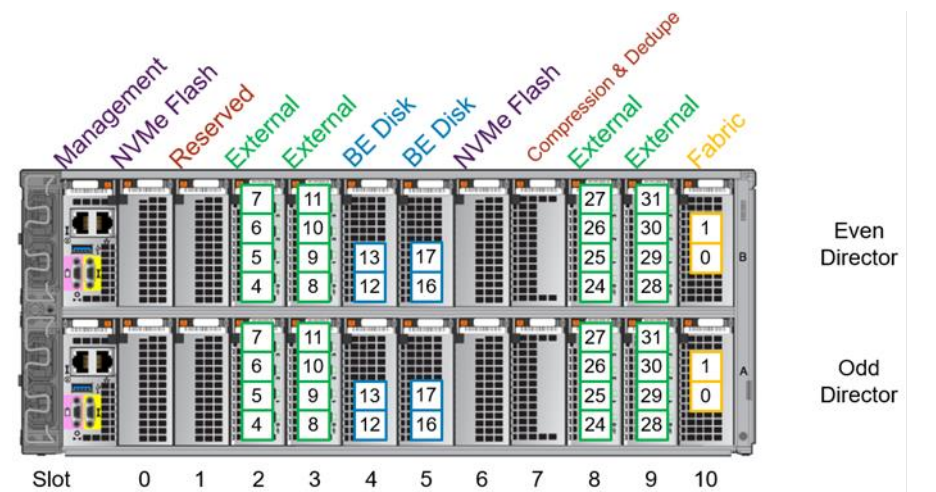 Management
NVMe Flash
Reserved
External
External
BE Disk
BE Disk
NVMe Flash
Compression & Dedupe
External
External
Fabric
7 11 27 31
6 10 26 30 1
5 9 13 17 25 29 0
4 8 12 16 24 28
B
Even
Director
7 11 27 31
6 10 26 30 1
5 9 13 17 25 29 0
4 8 12 16 24 28
A
Odd
Director
Slot 0 1 2 3 4 5 6 7 8 9 10